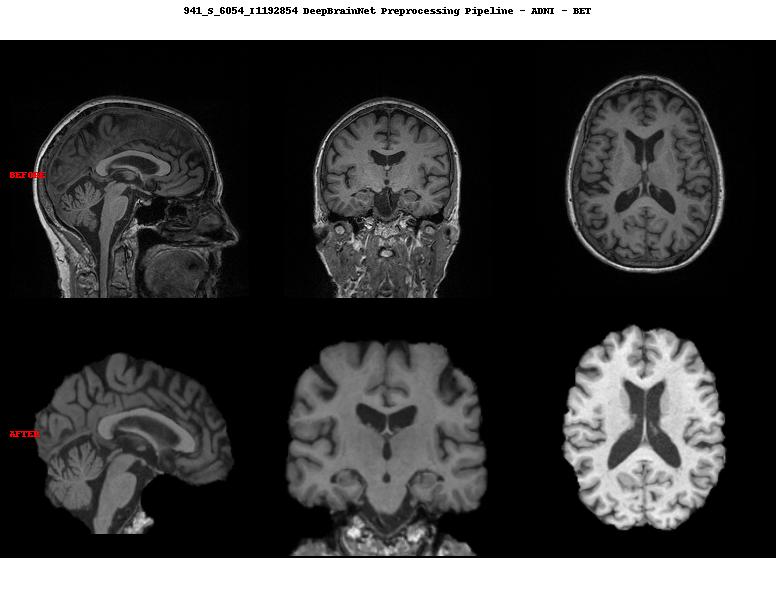 941_S_6054_I1192854 DeepBrainNet Preprocessing Pipeline - ADNI - BET
BEFORE
AFTER